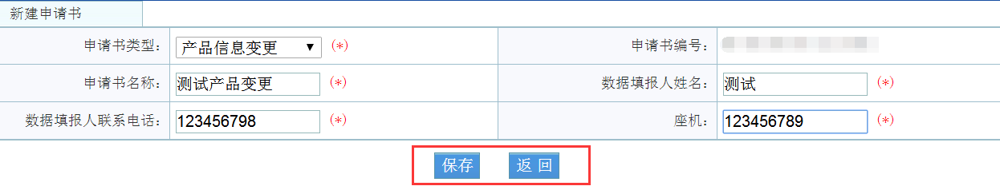 新建申请书
申请书类型： 产品信息变更 (*) 申请书编号：
申请书名称： 测试产品变更 (*) 数据填报人姓名： 测试 (*)
数据填报人联系电话： 123456798 (*) 座机： 123456789 (*)
保存 返 回